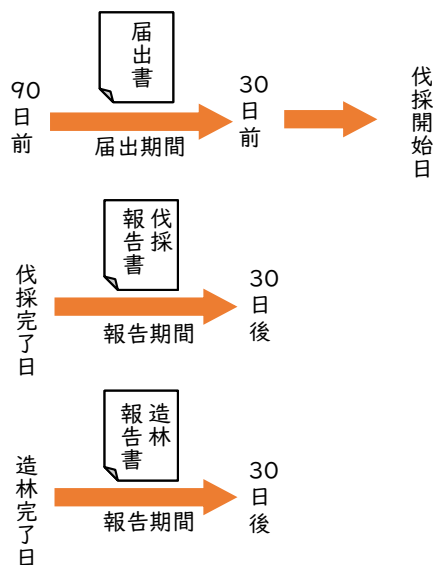 届出書
90日前
届出期間
30日前
伐採開始日
伐採
報告書
伐採完了日
報告期間
30日後
造林
報告書
造林完了日
報告期間
30日後